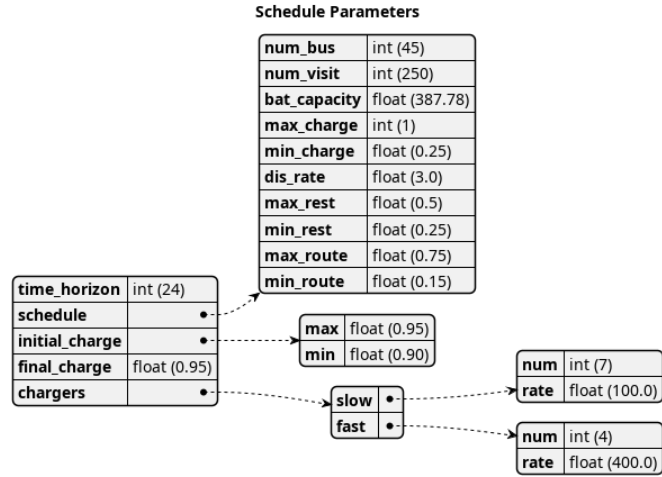 Schedule Parameters
num_bus int (45)
num_visit int (250)
bat_capacity float (387.78)
max_charge int (1)
min_charge float (0.25)
dis_rate float (3.0)
max_rest float (0.5)
min_rest float (0.25)
max_route float (0.75)
min_route float (0.15)
time_horizon int (24)
schedule
initial_charge
final_charge float (0.95)
chargers
max float (0.95)
min float (0.90)
slow
fast
num int (7)
rate float (100.0)
num int (4)
rate float (400.0)